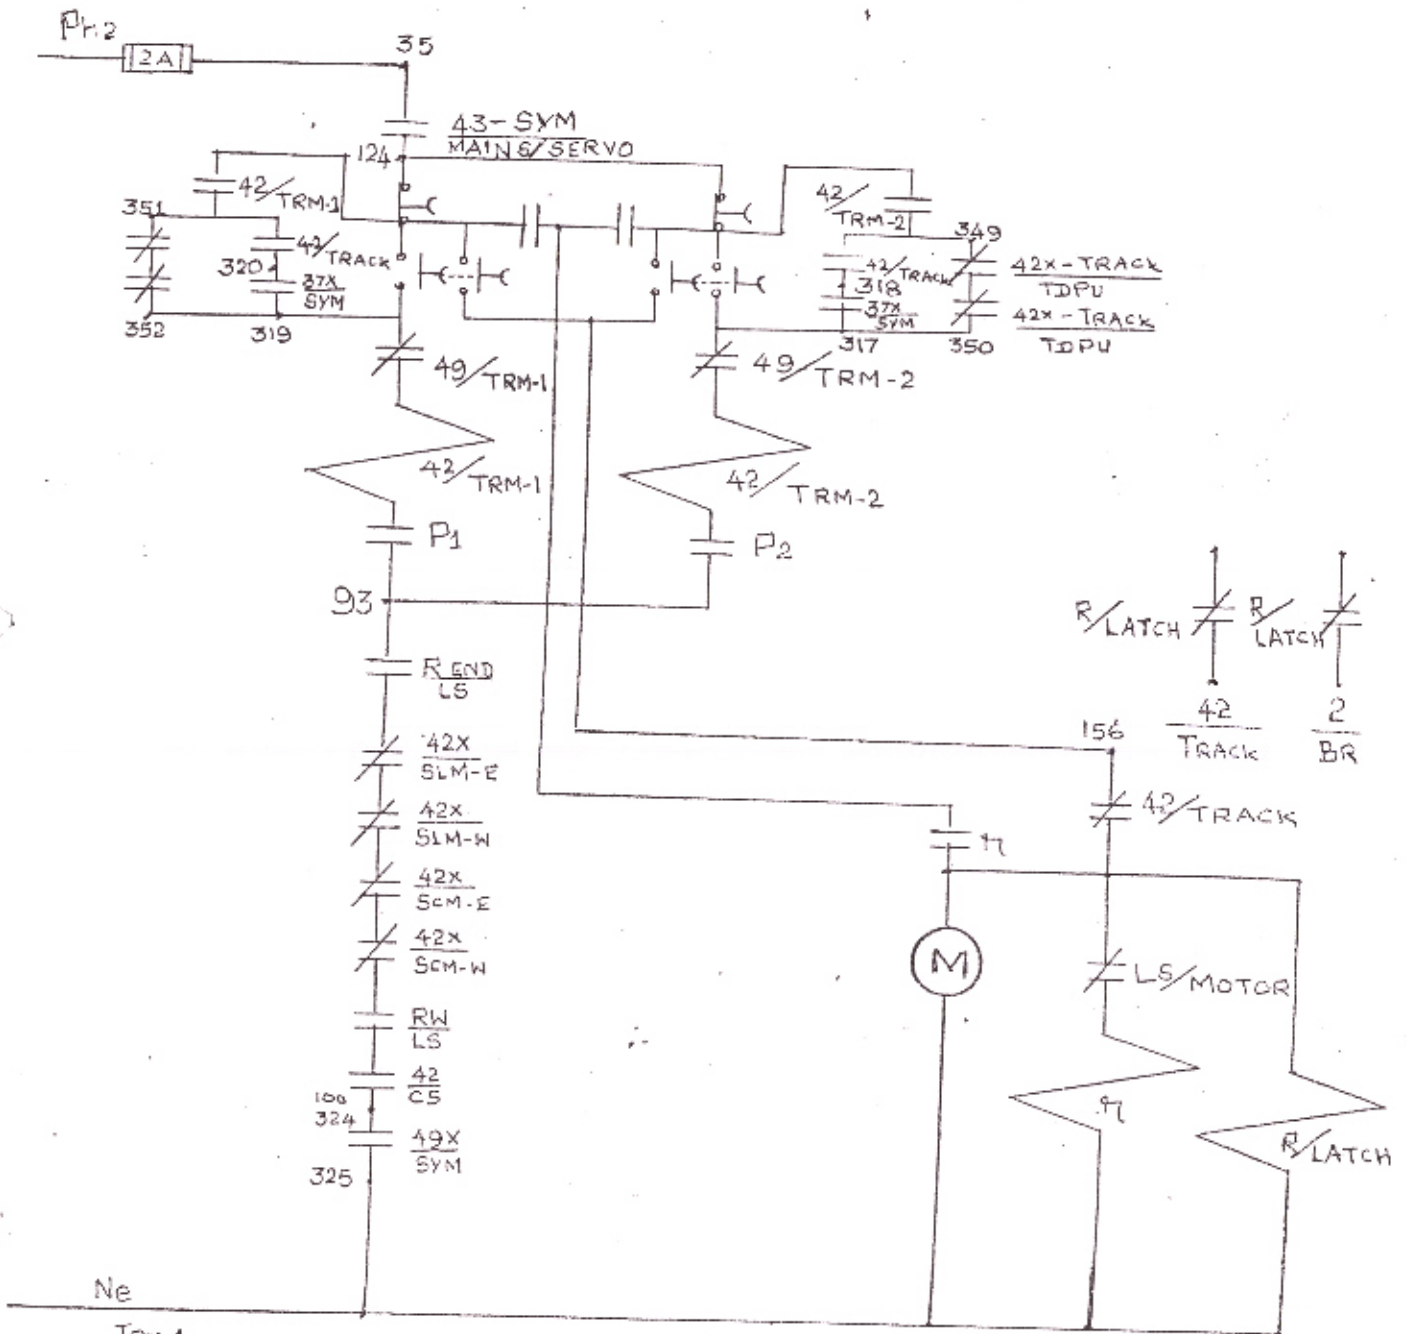 Ph.2
2A
35
43-SYM
MAINS/SERVO
124
42/TRM-1
351
42/TRACK
320
37X
SYM
352
319
42/TRM-2
349
42/TRACK
42X-TRACK
TDPU
318
37X
SYM
42X-TRACK
TDPU
317
350
49/TRM-1
49/TRM-2
42/TRM-1
42/TRM-2
P1
P2
93
R END
LS
R/LATCH
R/LATCH
42
TRACK
2
BR
156
42X
SLM-E
42X
SLM-W
42/TRACK
42X
SCM-E
42X
SCM-W
M
LS/MOTOR
RW
LS
42
CS
100
324
49X
SYM
325
R/LATCH
Ne